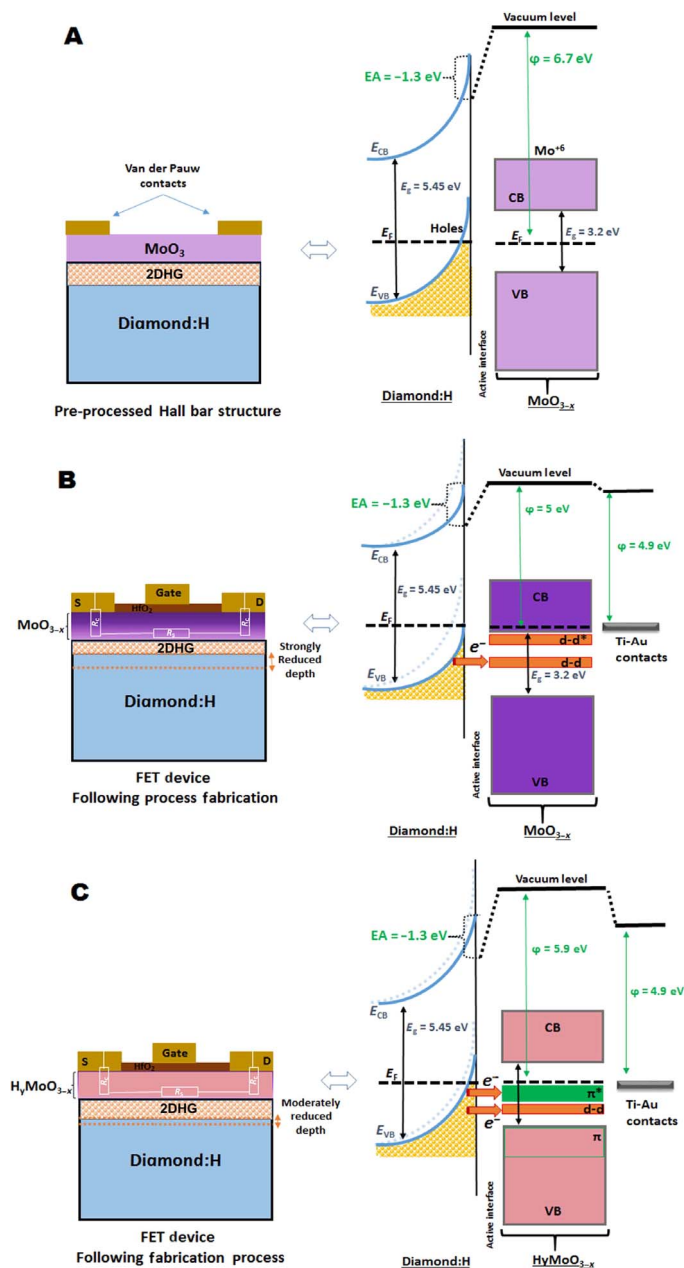 A
Vacuum level
EA = −1.3 eV
φ = 6.7 eV
Mo+6
ECB
CB
Eg = 5.45 eV
Van der Pauw
contacts
Holes
EF
EF
Eg = 3.2 eV
MoO3
2DHG
Diamond:H
EVB
VB
Active interface
Diamond:H
MoO3−x
Pre-processed Hall bar structure
B
Vacuum level
EA = −1.3 eV
φ = 5 eV
φ = 4.9 eV
ECB
CB
Eg = 5.45 eV
S
Gate
D
HfO2
MoO3−x
RC
RC
EF
d–d*
Ti-Au
contacts
2DHG
Strongly
Reduced
depth
e−
d–d
EVB
Eg = 3.2 eV
Diamond:H
VB
Active interface
FET device
Following process fabrication
Diamond:H
MoO3−x
C
Vacuum level
EA = −1.3 eV
φ = 5.9 eV
φ = 4.9 eV
ECB
CB
Eg = 5.45 eV
S
Gate
D
HfO2
HyMoO3−x
RC
RC
EF
e−
π*
Ti-Au
contacts
2DHG
Moderately
reduced
depth
d–d
e−
EVB
π
Diamond:H
VB
Active interface
FET device
Following fabrication process
Diamond:H
HyMoO3−x